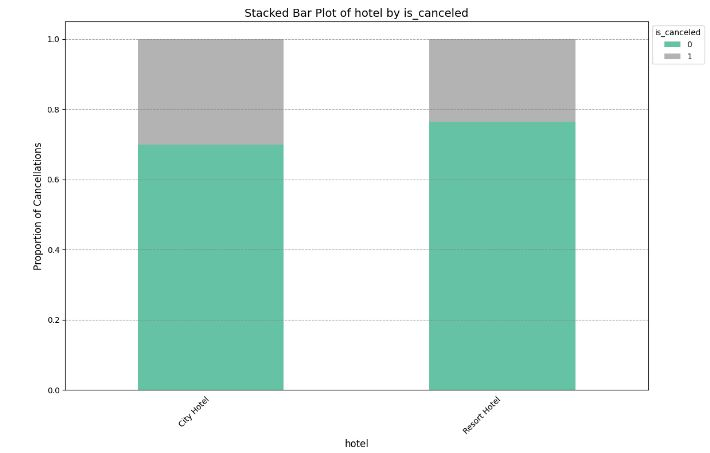 Stacked Bar Plot of hotel by is_canceled
is_canceled
0
1
1.0
0.8
0.6
0.4
0.2
0.0
Proportion of Cancellations
City Hotel
Resort Hotel
hotel